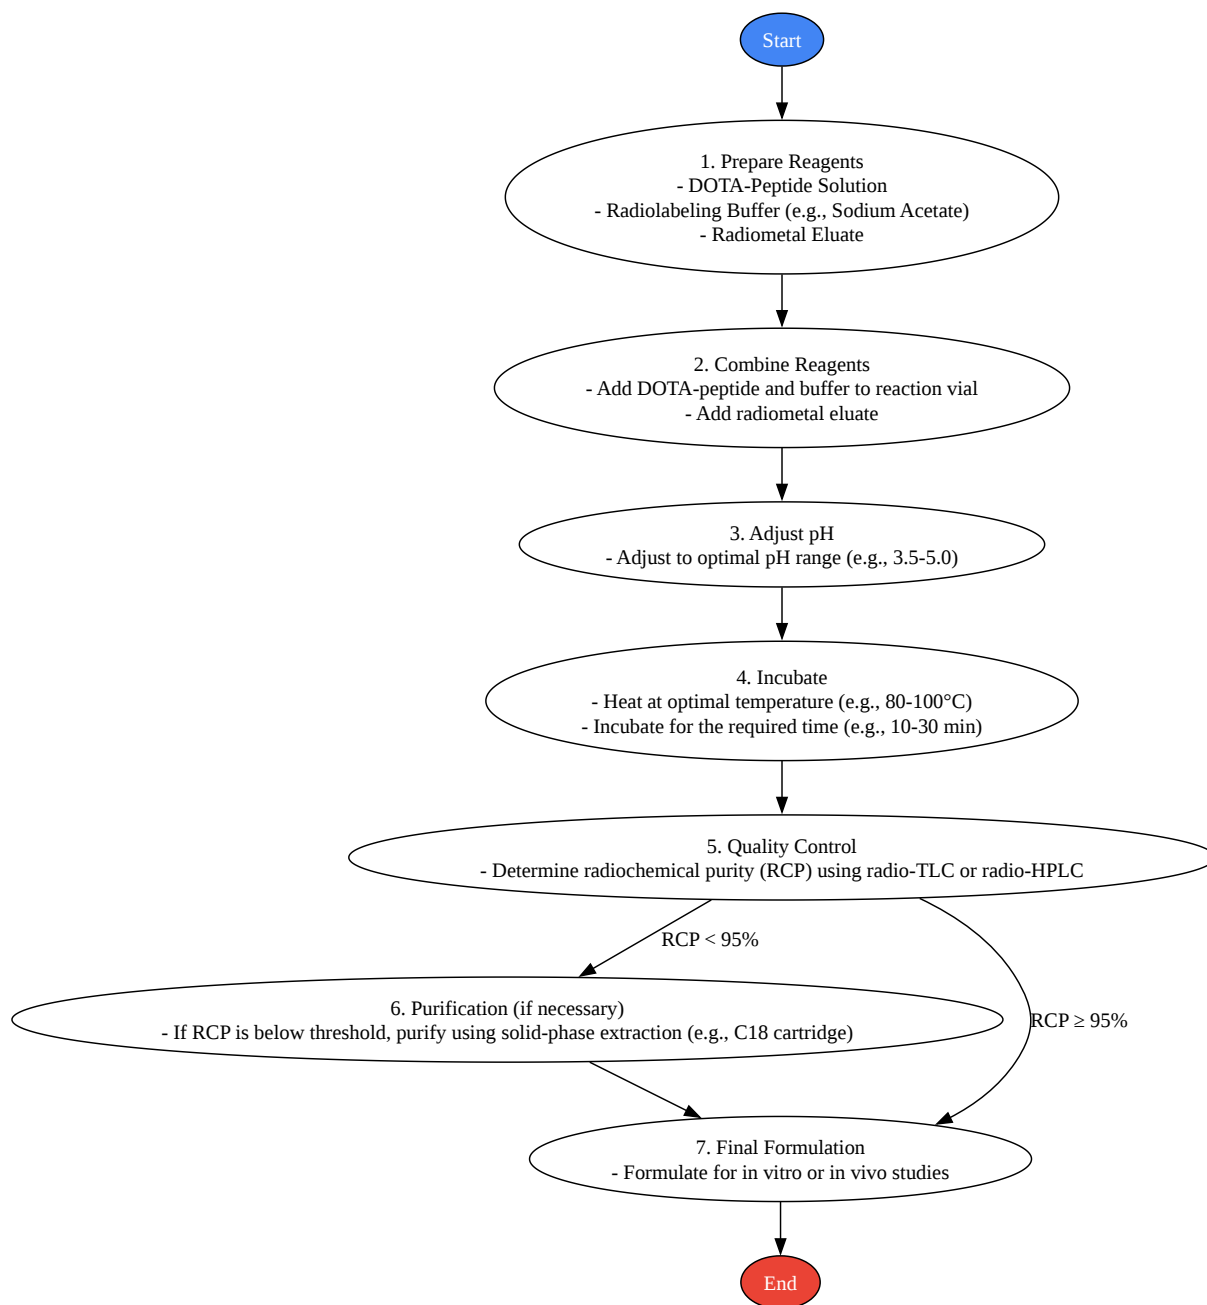 Start
1. Prepare Reagents
- DOTA-Peptide Solution
- Radiolabeling Buffer (e.g., Sodium Acetate)
- Radiometal Eluate
2. Combine Reagents
- Add DOTA-peptide and buffer to reaction vial
- Add radiometal eluate
3. Adjust pH
- Adjust to optimal pH range (e.g., 3.5-5.0)
4. Incubate
- Heat at optimal temperature (e.g., 80-100°C)
- Incubate for the required time (e.g., 10-30 min)
5. Quality Control
- Determine radiochemical purity (RCP) using radio-TLC or radio-HPLC
RCP < 95%
6. Purification (if necessary)
- If RCP is below threshold, purify using solid-phase extraction (e.g., C18 cartridge)
RCP ≥ 95%
7. Final Formulation
- Formulate for in vitro or in vivo studies
End